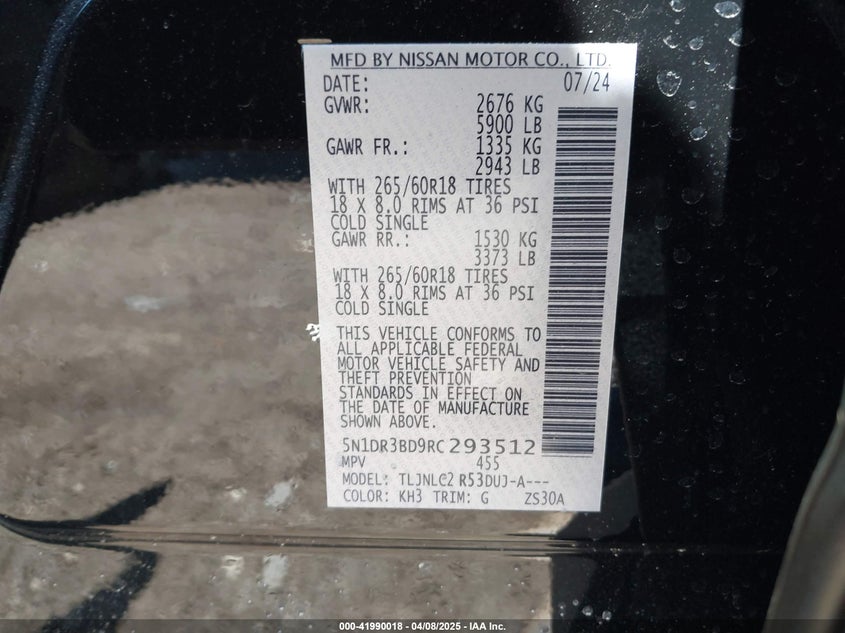 MFD BY NISSAN MOTOR CO., LTD.
DATE: 07/24
GVWR: 2676 KG
5900 LB
GAWR FR.: 1335 KG
2943 LB
WITH 265/60R18 TIRES
18 X 8.0 RIMS AT 36 PSI
COLD SINGLE
GAWR RR.: 1530 KG
3373 LB
WITH 265/60R18 TIRES
18 X 8.0 RIMS AT 36 PSI
COLD SINGLE
THIS VEHICLE CONFORMS TO
ALL APPLICABLE FEDERAL
MOTOR VEHICLE SAFETY AND
THEFT PREVENTION
STANDARDS IN EFFECT ON
THE DATE OF MANUFACTURE
SHOWN ABOVE.
5N1DR3BD9RC293512
MPV 455
MODEL: R53DUJ-A---
COLOR: KH3 TRIM: G ZS30A
000-41990018 - 04/08/2025 - IAA Inc.